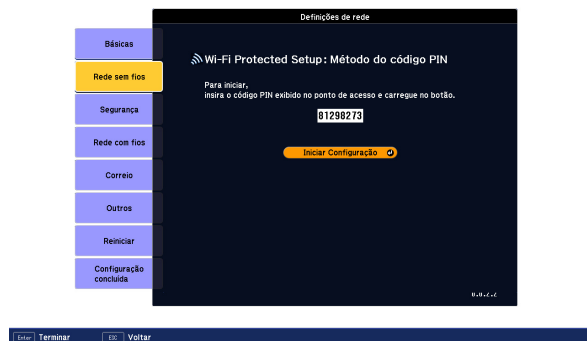 Definições de rede
Básicas
Rede sem fios
Segurança
Rede com fios
Correio
Outros
Reiniciar
Configuração
concluída
Wi-Fi Protected Setup: Método do código PIN
Para iniciar,
insira o código PIN exibido no ponto de acesso e carregue no botão.
81298273
Iniciar Configuração
Enter Terminar
ESC Voltar